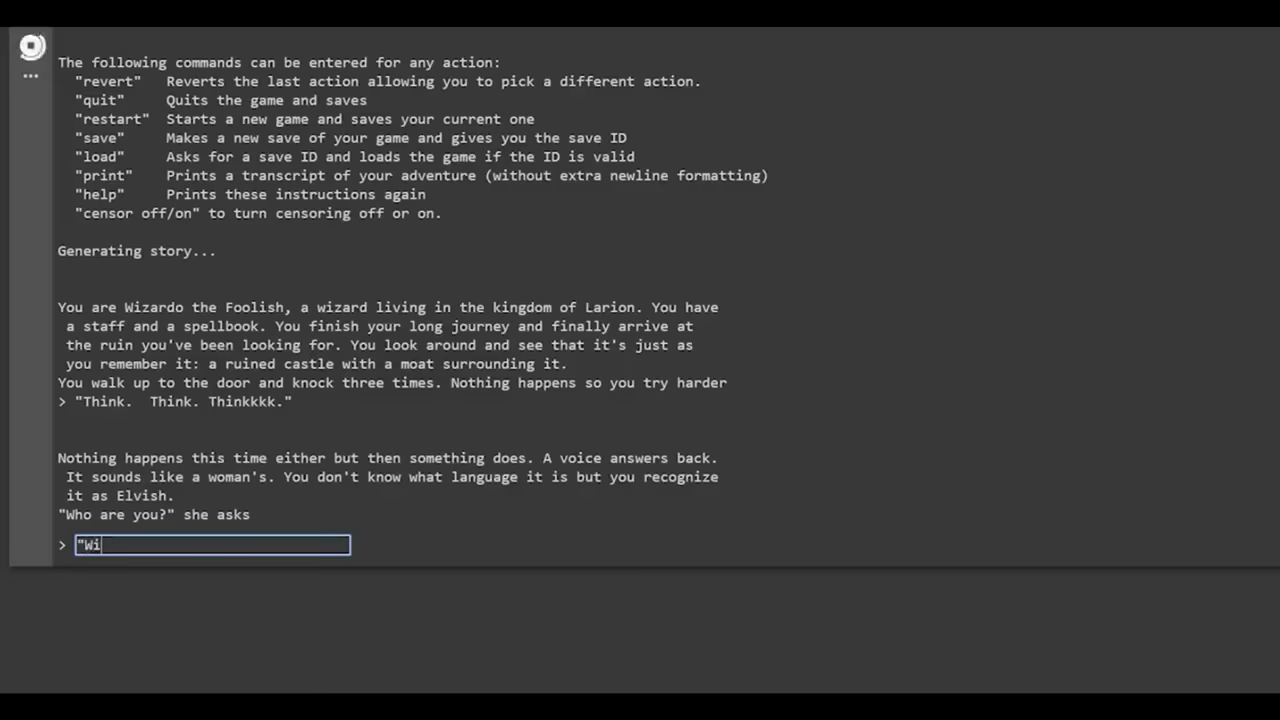 The following commands can be entered for any action:
"revert" Reverts the last action allowing you to pick a different action.
"quit" Quits the game and saves
"restart" Starts a new game and saves your current one
"save" Makes a new save of your game and gives you the save ID
"load" Asks for a save ID and loads the game if the ID is valid
"print" Prints a transcript of your adventure (without extra newline formatting)
"help" Prints these instructions again
"censor off/on" to turn censoring off or on.
Generating story...
You are Wizardo the Foolish, a wizard living in the kingdom of Larion. You have
a staff and a spellbook. You finish your long journey and finally arrive at
the ruin you've been looking for. You look around and see that it's just as
you remember it: a ruined castle with a moat surrounding it.
You walk up to the door and knock three times. Nothing happens so you try harder
> "Think.  Think. Thinkkkk."
Nothing happens this time either but then something does. A voice answers back.
It sounds like a woman's. You don't know what language it is but you recognize
it as Elvish.
"Who are you?" she asks
> "Wi